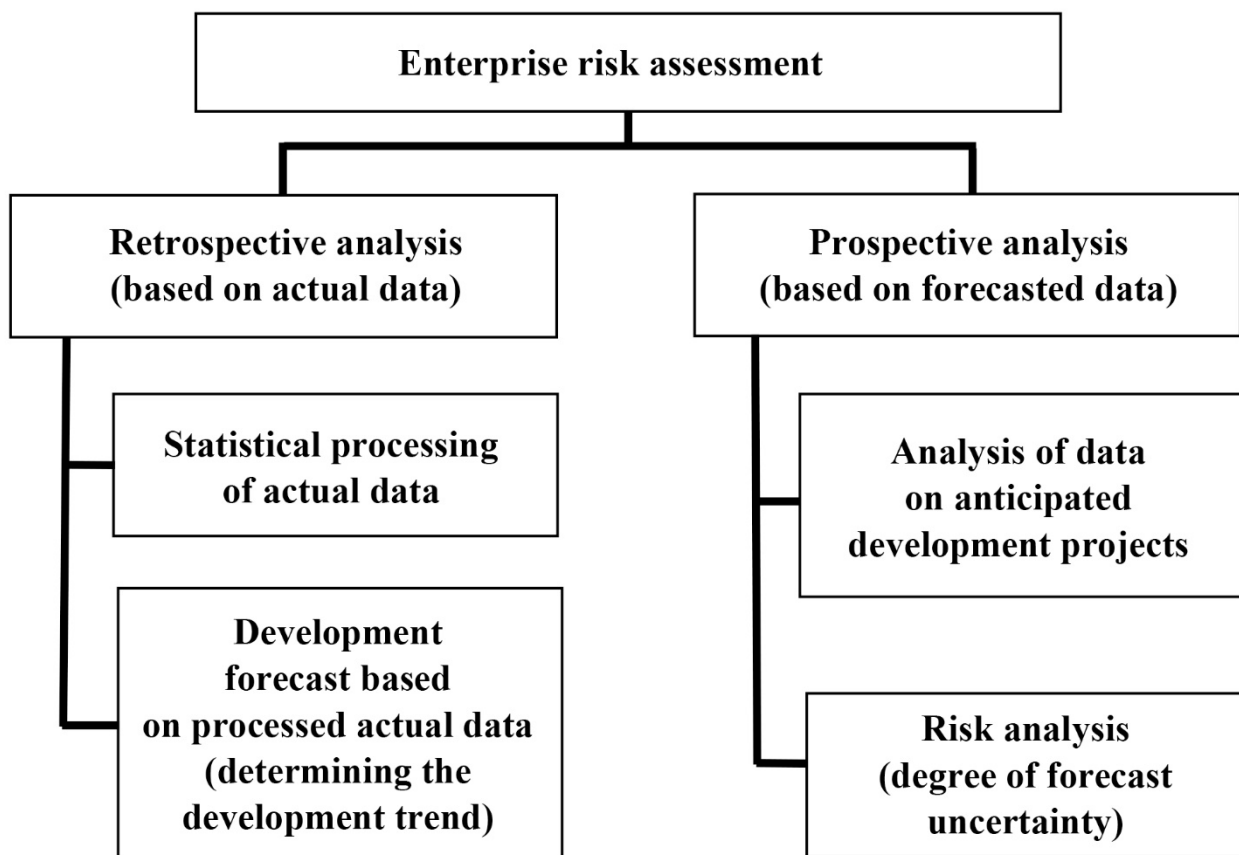 Enterprise risk assessment
Retrospective analysis
(based on actual data)
Prospective analysis
(based on forecasted data)
Statistical processing
of actual data
Analysis of data
on anticipated
development projects
Development
forecast based
on processed actual data
(determining the
development trend)
Risk analysis
(degree of forecast
uncertainty)